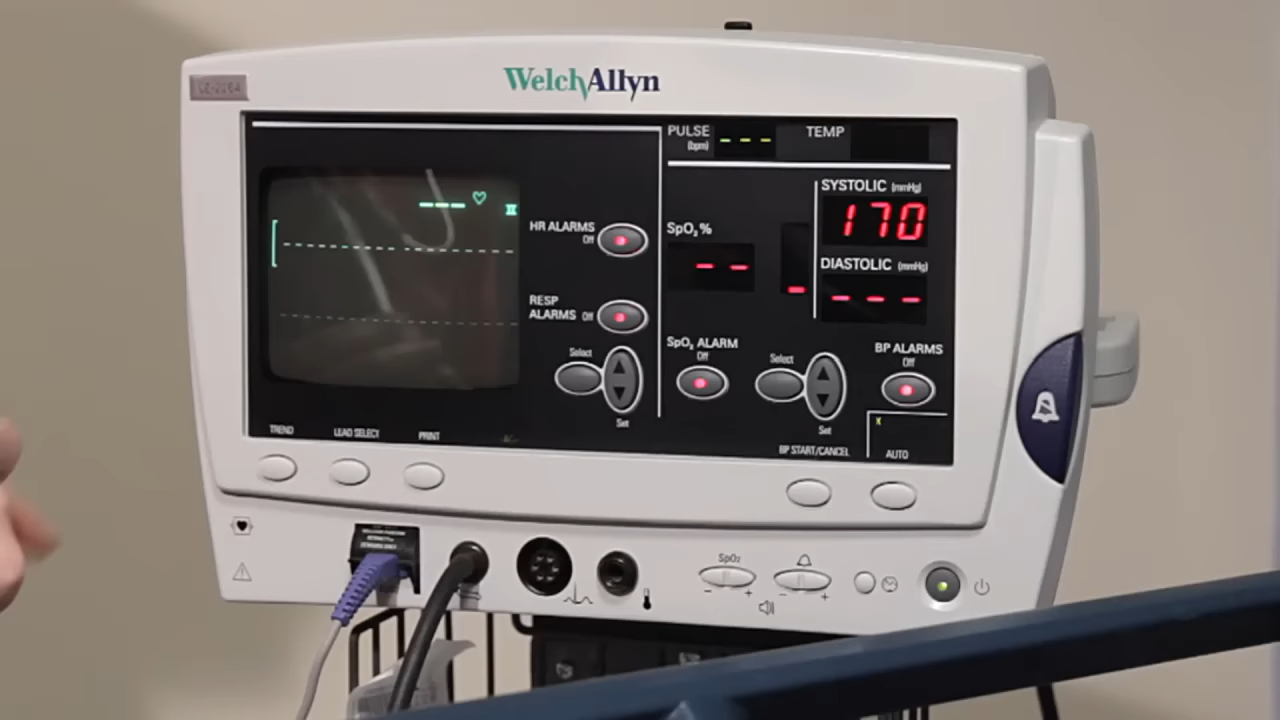 WelchAllyn
PULSE
(bpm)
- - -
TEMP
SYSTOLIC (mmHg)
170
DIASTOLIC (mmHg)
- - -
- - -
II
HR ALARMS
Off
SpO₂ %
- -
RESP
ALARMS Off
SpO₂ ALARM
Off
BP ALARMS
Off
Select
Set
Select
Set
X
TREND
LEAD SELECT
PRINT
BP START/CANCEL
AUTO
SpO₂
- +
- +